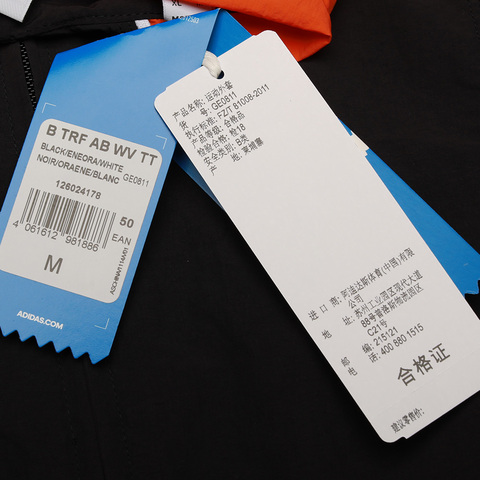 XL
B TRF AB WV TT
BLACK/ENEORA/WHITE
NOIR/ORAENE/BLANC GE0811
126024178
50
EAN
4 061612 981886
M
ADIDAS.COM
产品名称: 运动外套
货 号: GE0811
执行标准: FZ/T 81008-2011
产品等级: 合格品
检验合格: 检18
安全类别: B类
产 地: 柬埔寨
进 口 商: 阿迪达斯体育(中国)有限
公司
地 址: 苏州工业园区现代大道
88号普洛斯物流园区
C21号
邮 编: 215121
电 话: 400 880 1515
合格证
建议零售价: